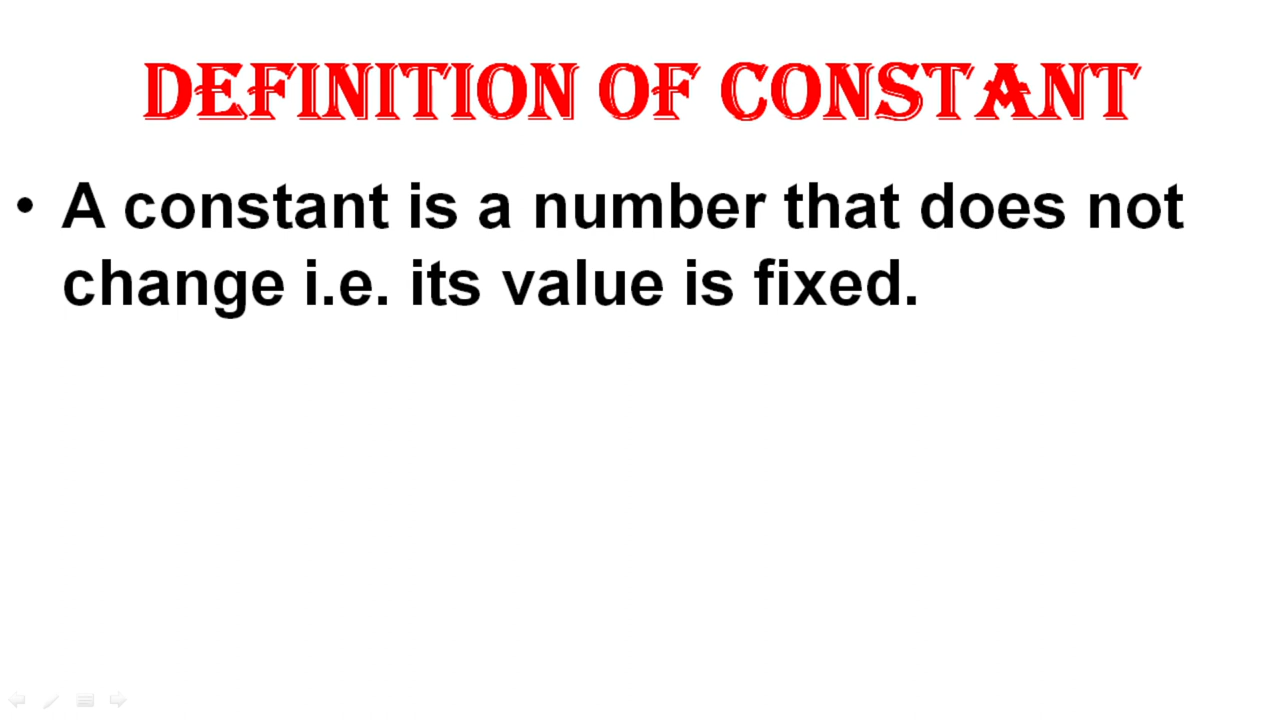 DEFINITION OF CONSTANT
• A constant is a number that does not
change i.e. its value is fixed.